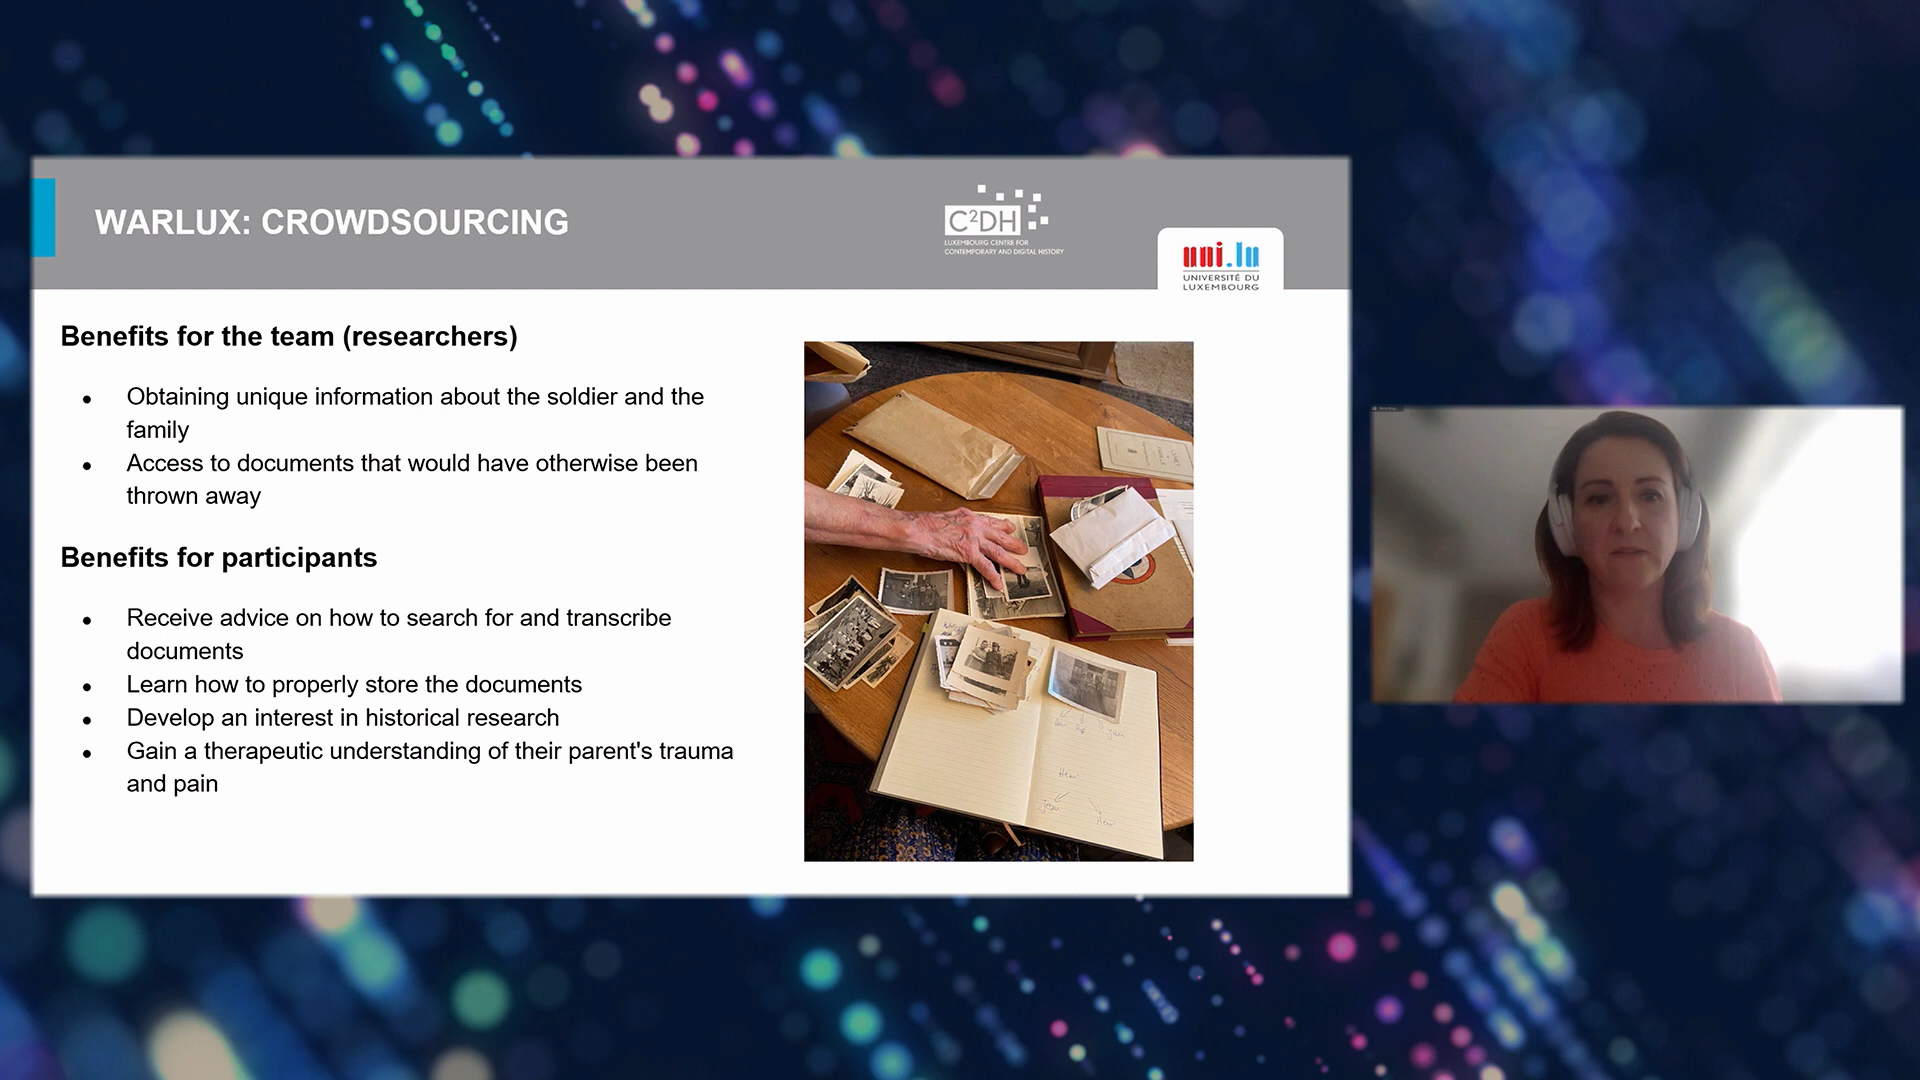 WARLUX: CROWDSOURCING
C²DH
LUXEMBOURG CENTRE FOR
CONTEMPORARY AND DIGITAL HISTORY
uni.lu
UNIVERSITÉ DU
LUXEMBOURG
Benefits for the team (researchers)
• Obtaining unique information about the soldier and the
family
• Access to documents that would have otherwise been
thrown away
Benefits for participants
• Receive advice on how to search for and transcribe
documents
• Learn how to properly store the documents
• Develop an interest in historical research
• Gain a therapeutic understanding of their parent's trauma
and pain